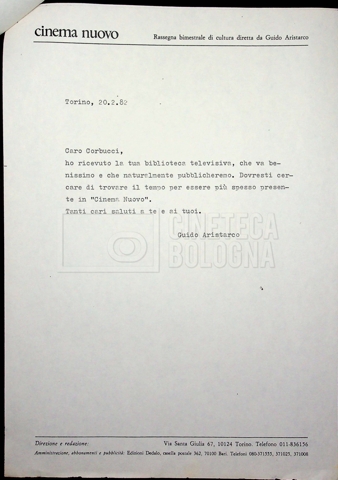 cinema nuovo
Rassegna bimestrale di cultura diretta da Guido Aristarco
Torino, 20.2.82
Caro Corbucci,
ho ricevuto la tua biblioteca televisiva, che va be-
nissimo e che naturalmente pubblicheremo. Dovresti cer-
care di trovare il tempo per essere più spesso presen-
te in "Cinema Nuovo".
Tanti cari saluti a te e ai tuoi.
Guido Aristarco
CINETECA
BOLOGNA
Direzione e redazione: Via Santa Giulia 67, 10124 Torino. Telefono 011-836156
Amministrazione, abbonamenti e pubblicità: Edizioni Dedalo, casella postale 362, 70100 Bari. Telefoni 080-371555, 371025, 371008